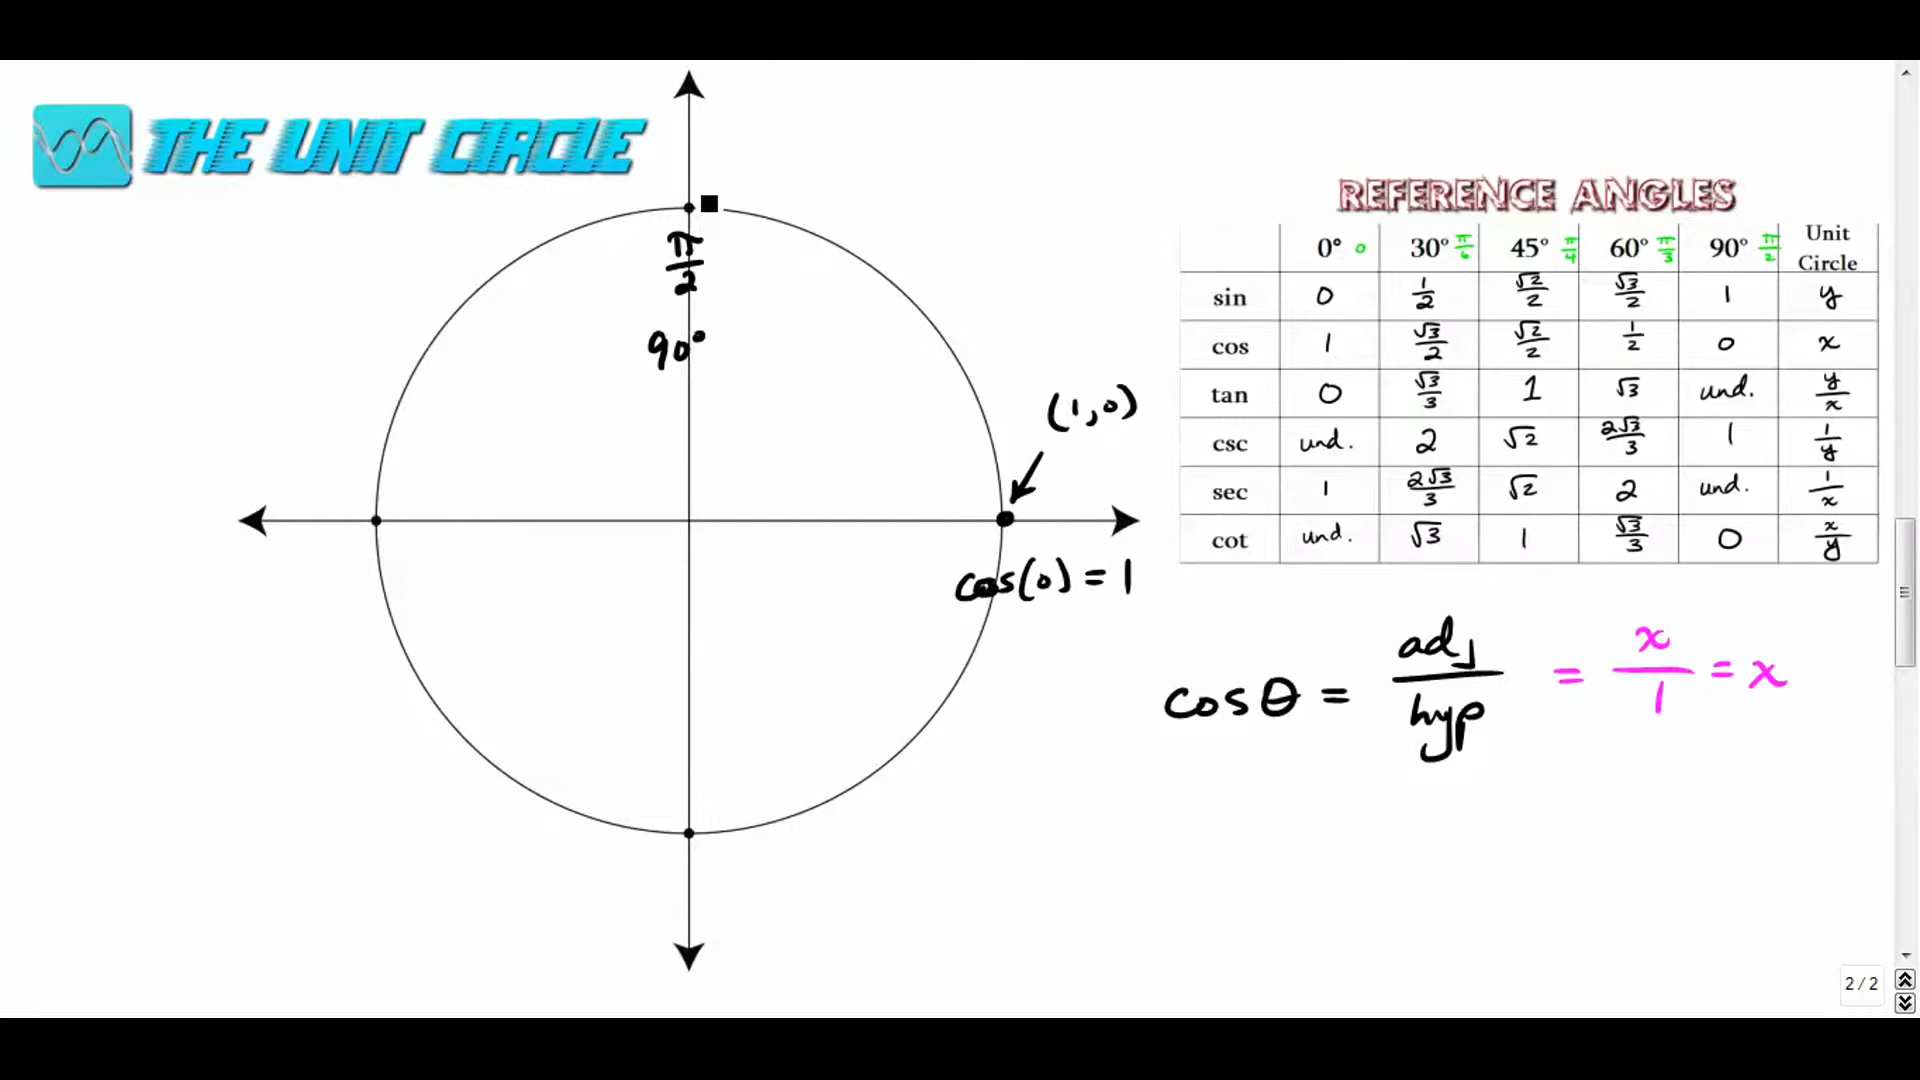 THE UNIT CIRCLE
π/2
90°
(1,0)
cos(0) = 1
REFERENCE ANGLES
0° 0 30° π/6 45° π/4 60° π/3 90° π/2 Unit Circle
sin 0 1/2 √2/2 √3/2 1 y
cos 1 √3/2 √2/2 1/2 0 x
tan 0 √3/3 1 √3 und. y/x
csc und. 2 √2 2√3/3 1 1/y
sec 1 2√3/3 √2 2 und. 1/x
cot und. √3 1 √3/3 0 x/y
cosθ = adj/hyp = x/1 = x
2 / 2